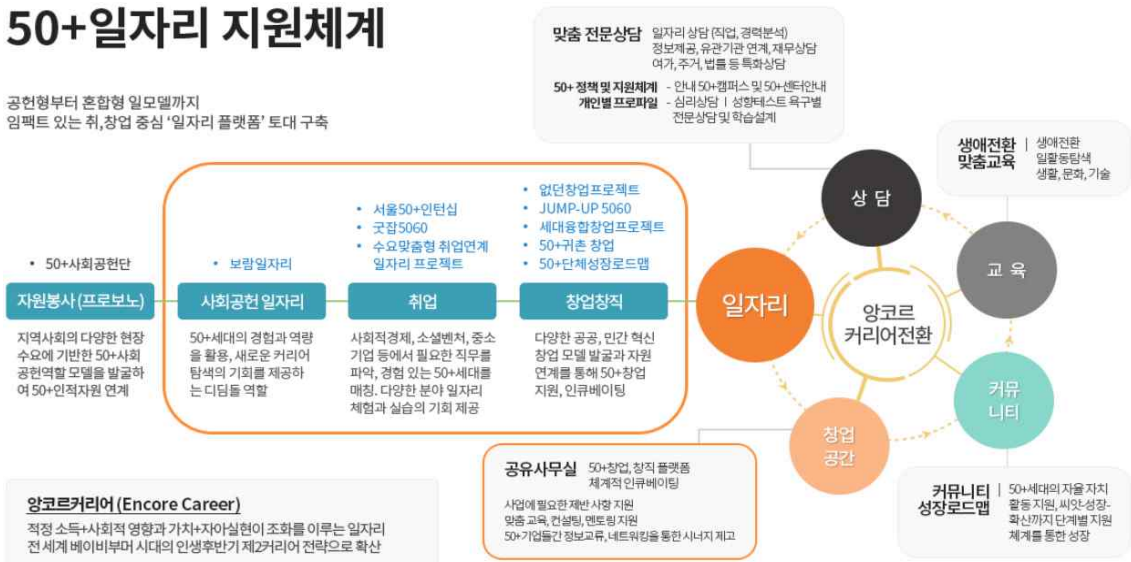 50+일자리 지원체계
공헌형부터 혼합형 일모델까지
임팩트 있는 취,창업 중심 ‘일자리 플랫폼’ 토대 구축
맞춤 전문상담
일자리 상담 (직업, 경력분석)
정보제공, 유관기관 연계, 재무상담
여가, 주거, 법률 등 특화상담
50+ 정책 및 지원체계 - 안내 50+캠퍼스 및 50+센터안내
개인별 프로파일 - 심리상담 ㅣ 성향테스트 욕구별
전문상담 및 학습설계
생애전환
맞춤교육
생애전환
일활동탐색
생활, 문화, 기술
• 50+사회공헌단
자원봉사 (프로보노)
지역사회의 다양한 현장
수요에 기반한 50+사회
공헌역할 모델을 발굴하
여 50+인적자원 연계
• 보람일자리
사회공헌 일자리
50+세대의 경험과 역량
을 활용, 새로운 커리어
탐색의 기회를 제공하
는 디딤돌 역할
• 서울50+인턴십
• 굿잡5060
• 수요맞춤형 취업연계
일자리 프로젝트
취업
사회적경제, 소셜벤처, 중소
기업 등에서 필요한 직무를
파악, 경험 있는 50+세대를
매칭. 다양한 분야 일자리
체험과 실습의 기회 제공
• 없던창업프로젝트
• JUMP-UP 5060
• 세대융합창업프로젝트
• 50+귀촌 창업
• 50+단체성장로드맵
창업창직
다양한 공공, 민간 혁신
창업 모델 발굴과 자원
연계를 통해 50+창업
지원, 인큐베이팅
상 담
교 육
일자리
앙코르
커리어전환
커뮤
니티
창업
공간
공유사무실
50+창업, 창직 플랫폼
체계적 인큐베이팅
사업에 필요한 제반 사항 지원
맞춤 교육, 컨설팅, 멘토링 지원
50+기업들간 정보교류, 네트워킹을 통한 시너지 제고
커뮤니티
성장로드맵
50+세대의 자율 자치
활동 지원, 씨앗-성장-
확산까지 단계별 지원
체계를 통한 성장
앙코르커리어 (Encore Career)
적정 소득+사회적 영향과 가치+자아실현이 조화를 이루는 일자리
전 세계 베이비부머 시대의 인생후반기 제2커리어 전략으로 확산